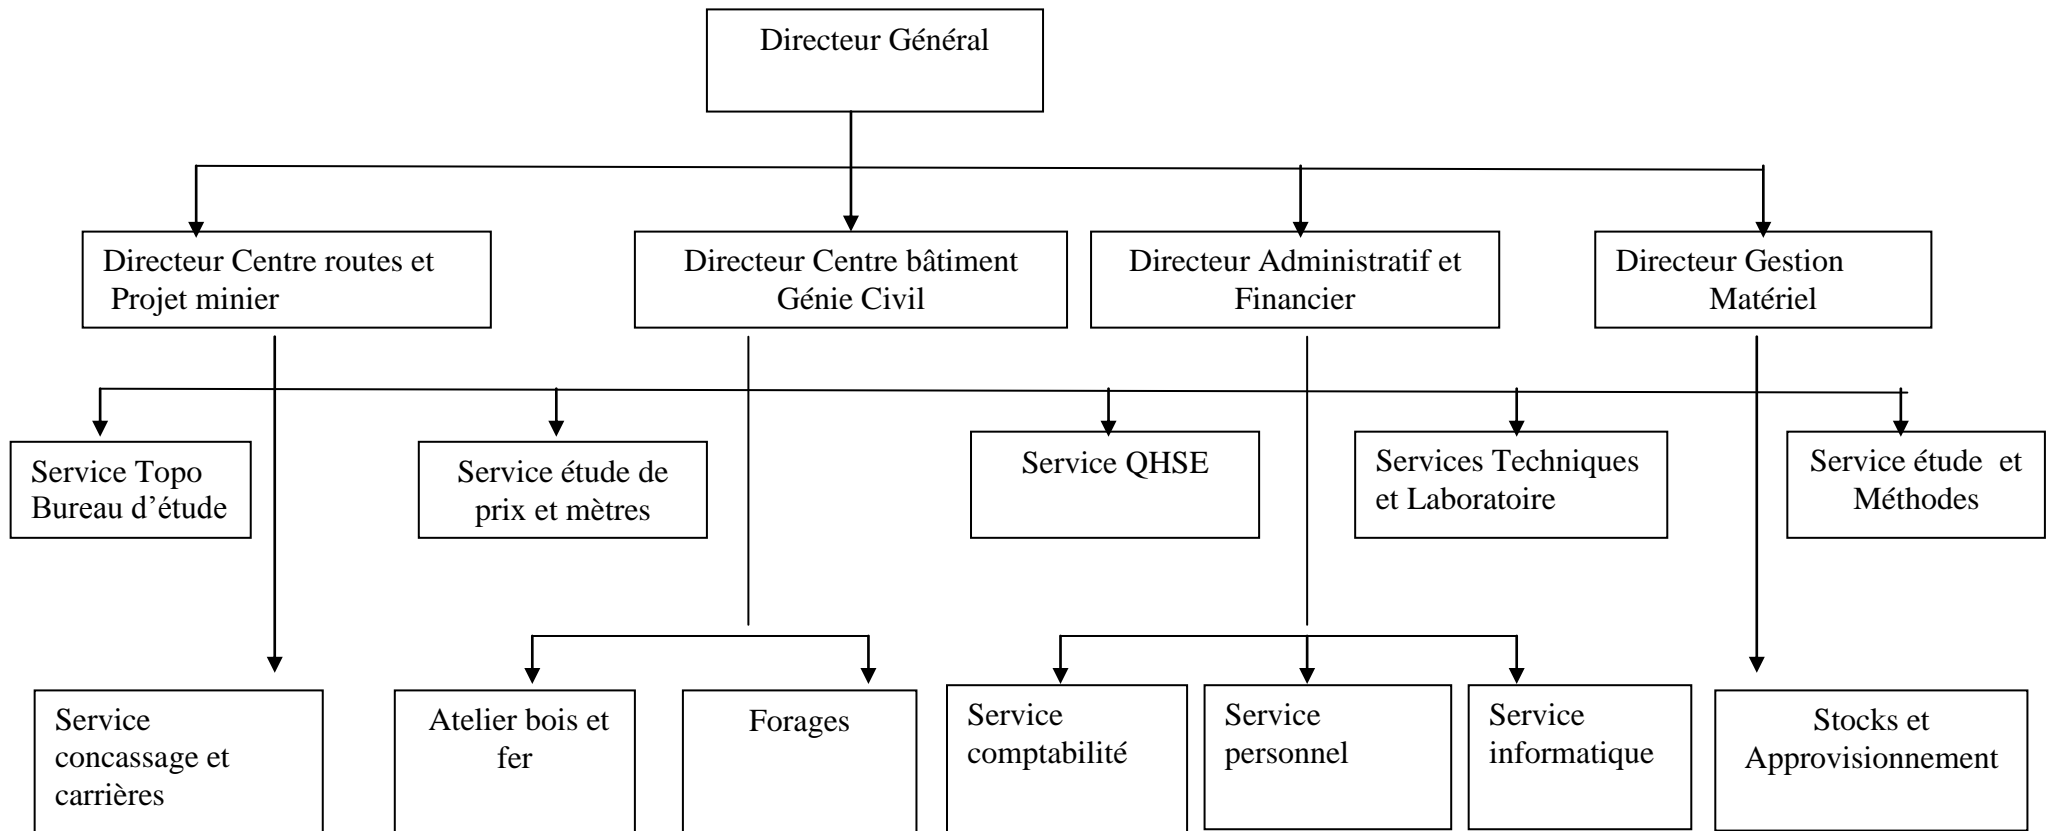 Directeur Général
Directeur Centre routes et
Projet minier
Directeur Centre bâtiment
Génie Civil
Directeur Administratif et
Financier
Directeur Gestion
Matériel
Service Topo
Bureau d’étude
Service étude de
prix et mètres
Service QHSE
Services Techniques
et Laboratoire
Service étude  et
Méthodes
Service
concassage et
carrières
Atelier bois et
fer
Forages
Service
comptabilité
Service
personnel
Service
informatique
Stocks et
Approvisionnement